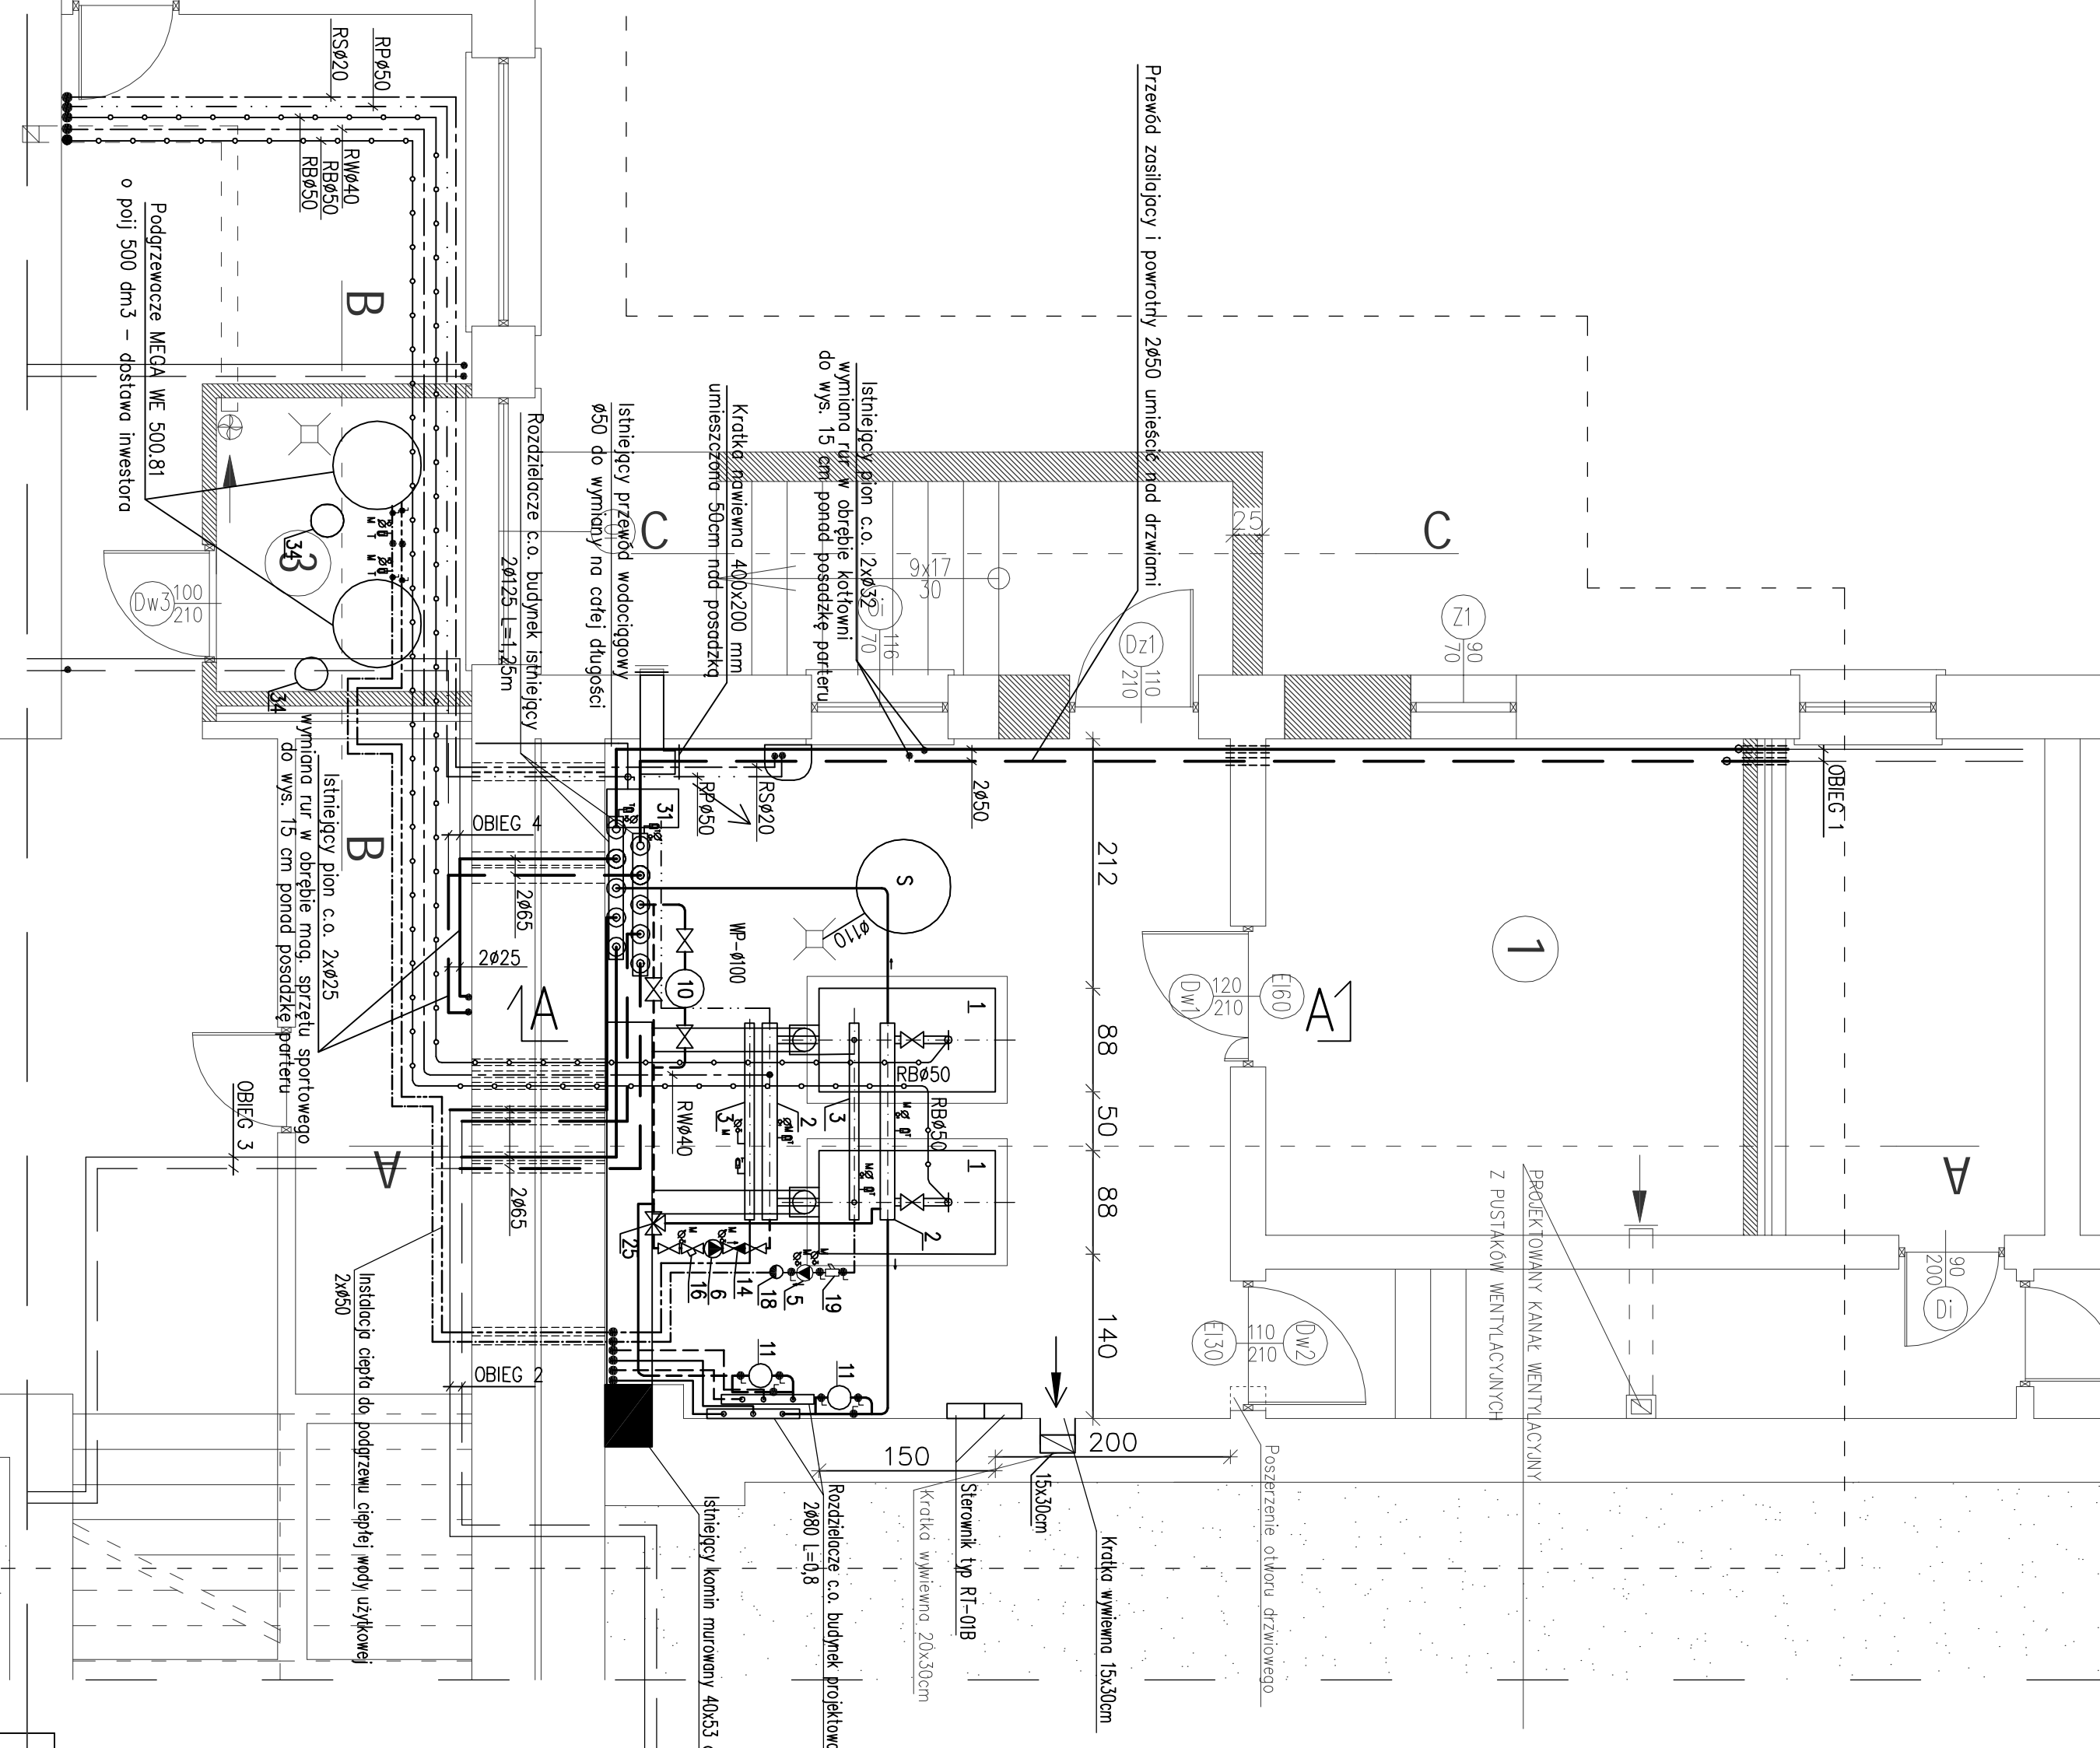 RPø50
RSø20
RWø40
RBø50
RBø50
Podgrzewacze MEGA WE 500.81
o poij 500 dm3 - dostawa inwestora
B
B
34
3
34
Dw3
100
210
Przewód zasilajacy i powrotny 2ø50 umieścić nad drzwiami
Istniejący pion c.o. 2xø32
wymiana rur w obrębie kotłowni
do wys. 15 cm ponad posadzkę parteru
Kratka nawiewna 400x200 mm
umieszczona 50cm nad posadzką
Istniejący przewód wodociągowy
ø50 do wymiany na całej długości
Rozdzielacze c.o. budynek istniejący
2ø125 L=1,25m
C
C
9x17
30
116
70
25
Dz1
110
210
Z1
90
70
OBIEG 1
2ø50
RSø20
RPø50
31
S
ø110
WP-ø100
10
Istniejący pion c.o. 2xø25
wymiana rur w obrębie mag. sprzętu sportowego
do wys. 15 cm ponad posadzkę parteru
OBIEG 4
2ø65
2ø25
1A
A1
1
Dw1
120
210
EI60
212
88
50
88
140
1
1
RBø50
RBø50
RWø40
3
2
3
2
25
16
6
14
18
5
19
11
11
OBIEG 3
A
A
2ø65
OBIEG 2
Instalacja ciepła do podgrzewu ciepłej wody użytkowej
2xø50
Di
90
200
EI30
110
210
Dw2
PROJEKTOWANY KANAŁ WENTYLACYJNY
Z PUSTAKÓW WENTYLACYJNYCH
Poszerzenie otworu drzwiowego
200
150
15x30cm
Kratka wywiewna 15x30cm
Sterownik typ RT-01B
Kratka wywiewna 20x30cm
Rozdzielacze c.o. budynek projektowa
2ø80 L=0,8
Istniejący komin murowany 40x53